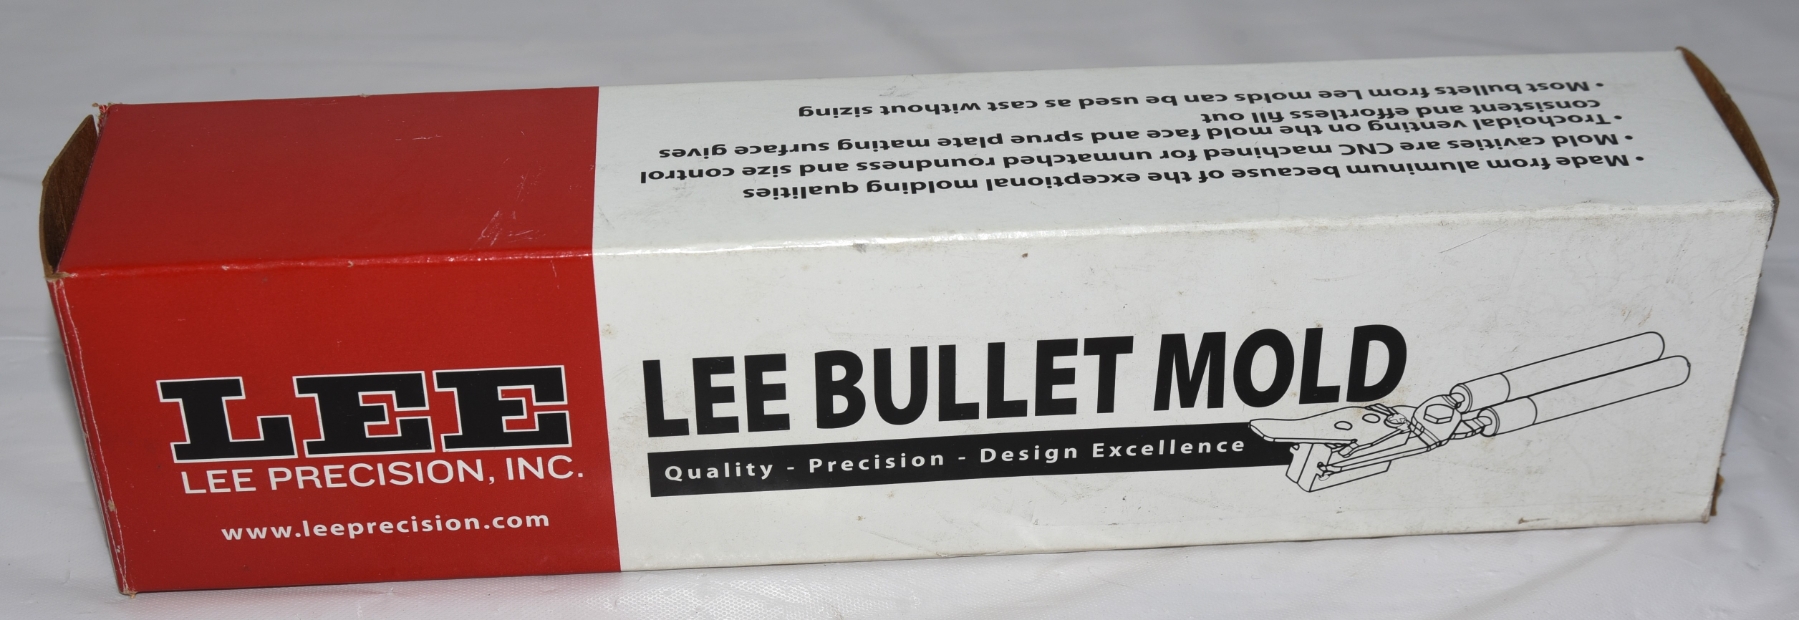 • Made from aluminum because of the exceptional molding qualities
• Mold cavities are CNC machined for unmatched roundness and size control
• Trochoidal venting on the mold face and sprue plate mating surface gives
consistent and effortless fill out
• Most bullets from Lee molds can be used as cast without sizing
LEE
LEE PRECISION, INC.
www.leeprecision.com
LEE BULLET MOLD
Quality - Precision - Design Excellence